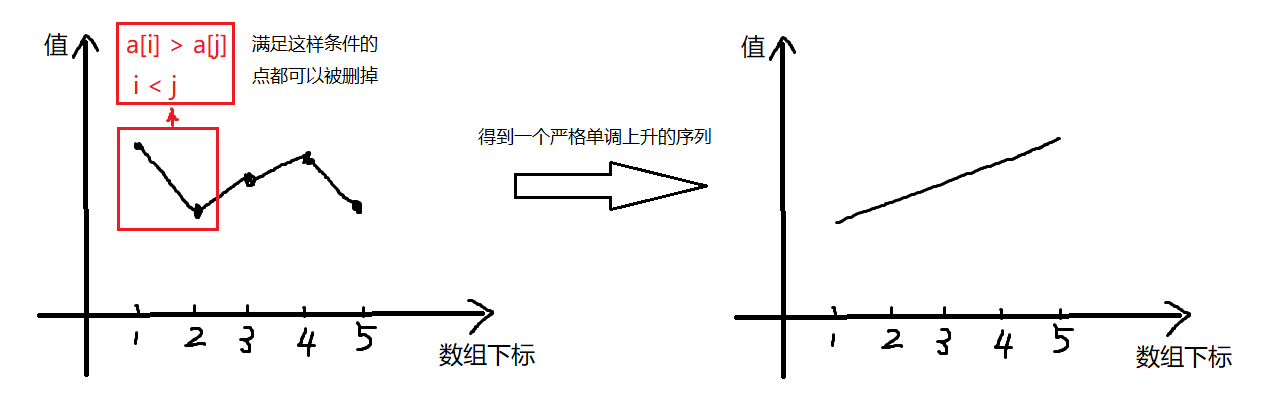 值
a[i] > a[j]
i < j
满足这样条件的
点都可以被删掉
1 2 3 4 5
数组下标
得到一个严格单调上升的序列
值
1 2 3 4 5
数组下标